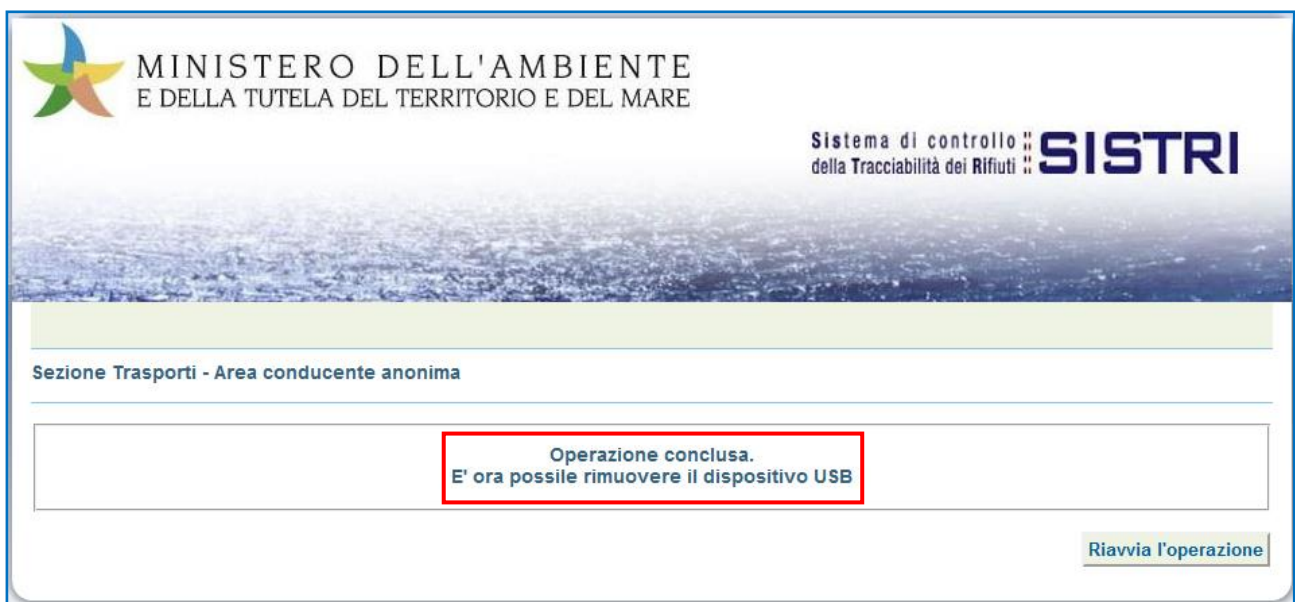 MINISTERO DELL'AMBIENTE
E DELLA TUTELA DEL TERRITORIO E DEL MARE
Sistema di controllo
della Tracciabilità dei Rifiuti
SISTRI
Sezione Trasporti - Area conducente anonima
Operazione conclusa.
E' ora possile rimuovere il dispositivo USB
Riavvia l'operazione